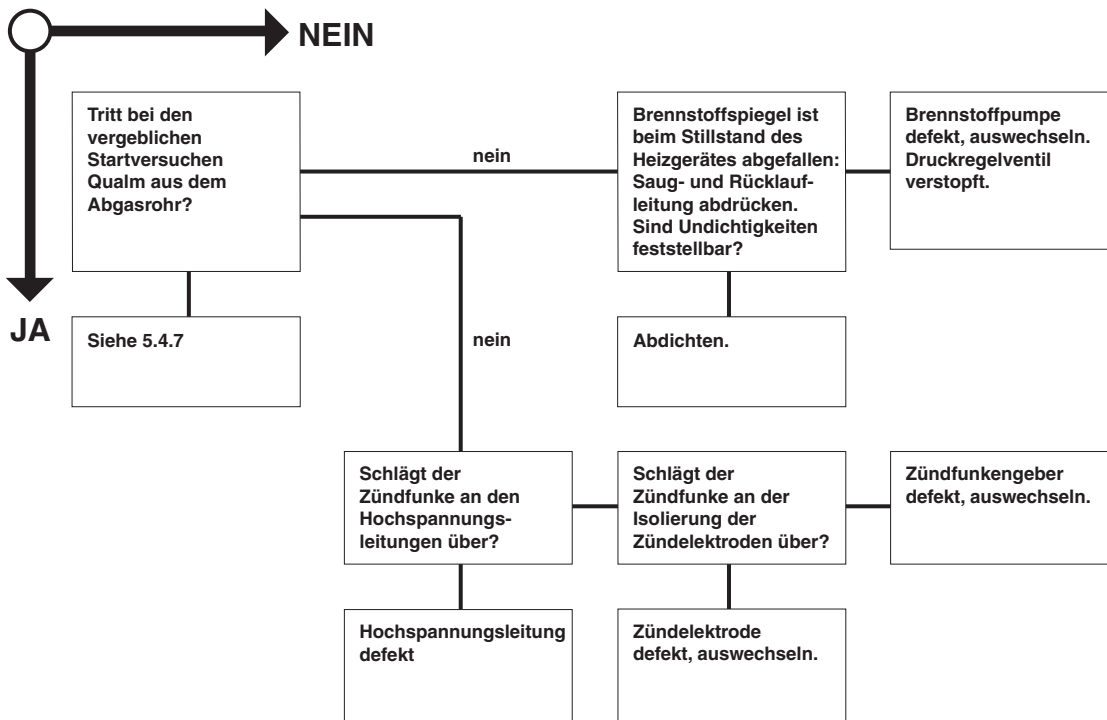 NEIN
Tritt bei den
vergeblichen
Startversuchen
Qualm aus dem
Abgasrohr?
nein
Brennstoffspiegel ist
beim Stillstand des
Heizgerätes abgefallen:
Saug- und Rücklauf-
leitung abdrücken.
Sind Undichtigkeiten
feststellbar?
Brennstoffpumpe
defekt, auswechseln.
Druckregelventil
verstopft.
JA
Siehe 5.4.7
nein
Abdichten.
Schlägt der
Zündfunke an den
Hochspannungs-
leitungen über?
Schlägt der
Zündfunke an der
Isolierung der
Zündelektroden über?
Zündfunkengeber
defekt, auswechseln.
Hochspannungsleitung
defekt
Zündelektrode
defekt, auswechseln.